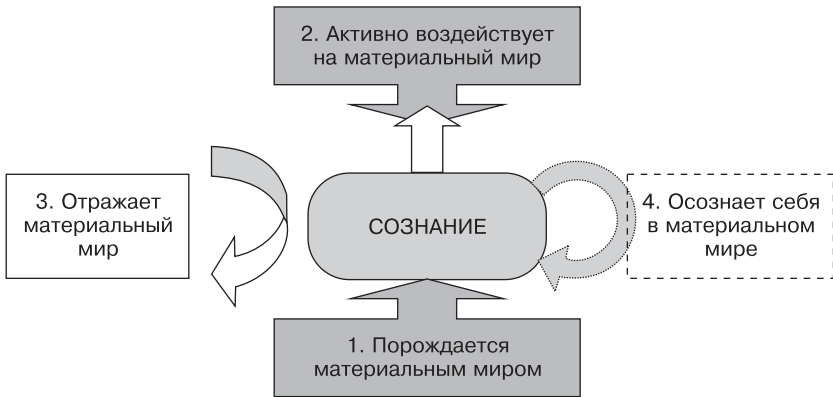 2. Активно воздействует
на материальный мир
3. Отражает
материальный
мир
СОЗНАНИЕ
4. Осознает себя
в материальном
мире
1. Порождается
материальным миром